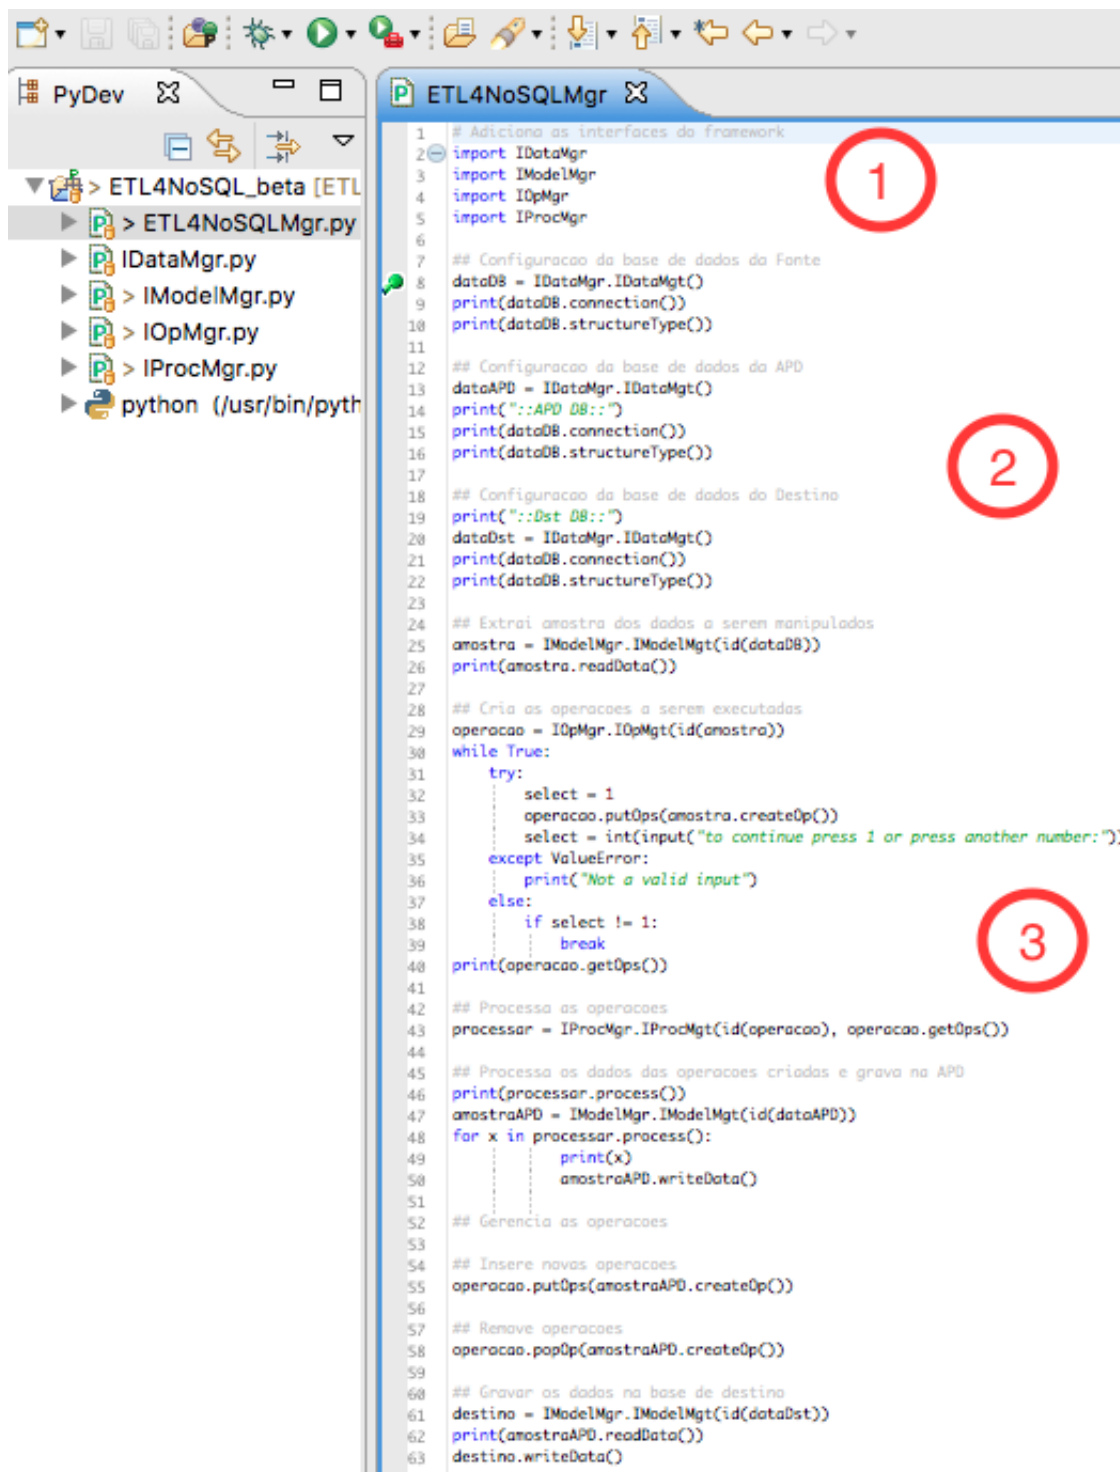 PyDev
ETL4NoSQLMgr
> ETL4NoSQL_beta [ETL
> ETL4NoSQLMgr.py
IDataMgr.py
> IModelMgr.py
> IOpMgr.py
> IProcMgr.py
python (/usr/bin/pyth
1 # Adiciona as interfaces do framework
2 import IDataMgr
3 import IModelMgr
4 import IOpMgr
5 import IProcMgr
1
6
7 ## Configuracao da base de dados da Fonte
8 dataDB = IDataMgr.IDataMgt()
9 print(dataDB.connection())
10 print(dataDB.structureType())
11
12 ## Configuracao da base de dados da APD
13 dataAPD = IDataMgr.IDataMgt()
14 print("::APD DB::")
15 print(dataDB.connection())
16 print(dataDB.structureType())
2
17
18 ## Configuracao da base de dados do Destino
19 print("::Dst DB::")
20 dataDst = IDataMgr.IDataMgt()
21 print(dataDB.connection())
22 print(dataDB.structureType())
23
24 ## Extrai amostra dos dados a serem manipulados
25 amostra = IModelMgr.IModelMgt(id(dataDB))
26 print(amostra.readData())
27
28 ## Cria as operacoes a serem executadas
29 operacao = IOpMgr.IOpMgt(id(amostra))
30 while True:
31 try:
32 select = 1
33 operacao.putOps(amostra.createOp())
34 select = int(input("to continue press 1 or press another number:"))
35 except ValueError:
36 print("Not a valid input")
37 else:
38 if select != 1:
39 break
3
40 print(operacao.getOps())
41
42 ## Processa as operacoes
43 processar = IProcMgr.IProcMgt(id(operacao), operacao.getOps())
44
45 ## Processa os dados das operacoes criadas e grava na APD
46 print(processar.process())
47 amostraAPD = IModelMgr.IModelMgt(id(dataAPD))
48 for x in processar.process():
49 print(x)
50 amostraAPD.writeData()
51
52 ## Gerencia as operacoes
53
54 ## Insere novas operacoes
55 operacao.putOps(amostraAPD.createOp())
56
57 ## Remove operacoes
58 operacao.popOp(amostraAPD.createOp())
59
60 ## Gravar os dados na base de destino
61 destino = IModelMgr.IModelMgt(id(dataDst))
62 print(amostraAPD.readData())
63 destino.writeData()